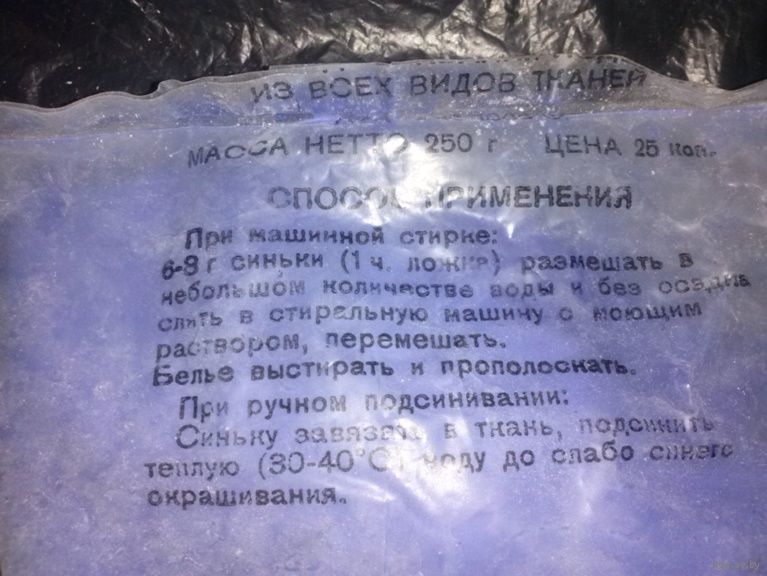 ИЗ ВСЕХ ВИДОВ ТКАНЕЙ
МАССА НЕТТО 250 г ЦЕНА 25 коп.
СПОСОБ ПРИМЕНЕНИЯ
При машинной стирке:
6-8 г синьки (1 ч. ложка) размешать в
небольшом количестве воды и без осадка
слить в стиральную машину с моющим
раствором, перемешать.
Белье выстирать и прополоскать.
При ручном подсинивании:
Синьку завязать в ткань, подсинить
теплую (30-40°С) воду до слабо синего
окрашивания.